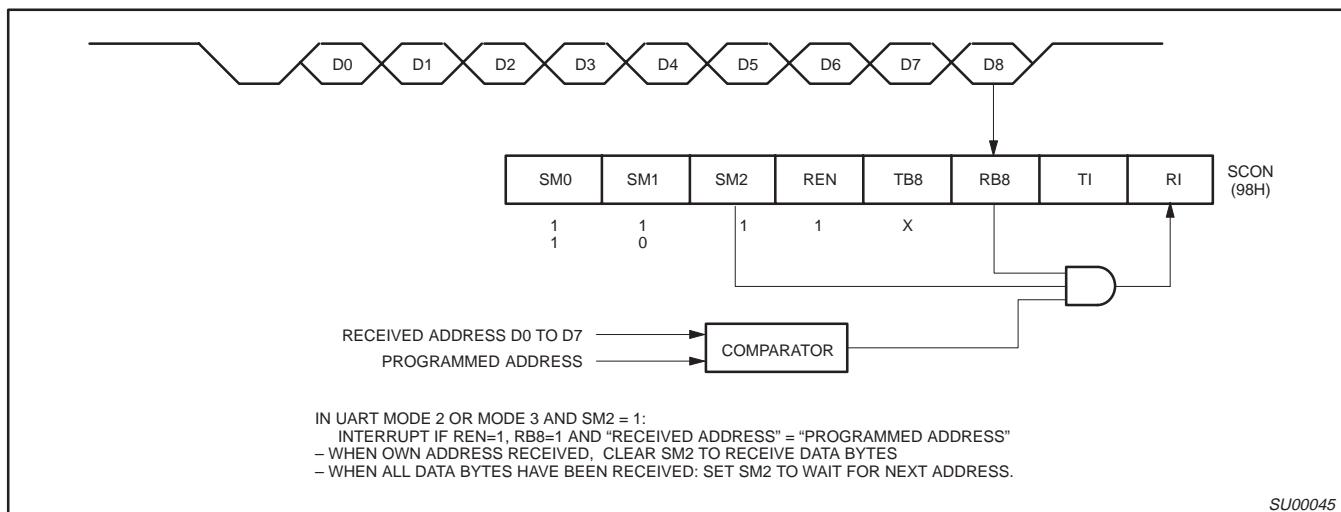 D0 D1 D2 D3 D4 D5 D6 D7 D8
SM0 SM1 SM2 REN TB8 RB8 TI RI
SCON
(98H)
1 1 1 1 X
1 0
RECEIVED ADDRESS D0 TO D7
PROGRAMMED ADDRESS
COMPARATOR
IN UART MODE 2 OR MODE 3 AND SM2 = 1:
INTERRUPT IF REN=1, RB8=1 AND “RECEIVED ADDRESS” = “PROGRAMMED ADDRESS”
– WHEN OWN ADDRESS RECEIVED, CLEAR SM2 TO RECEIVE DATA BYTES
– WHEN ALL DATA BYTES HAVE BEEN RECEIVED: SET SM2 TO WAIT FOR NEXT ADDRESS.
SU00045